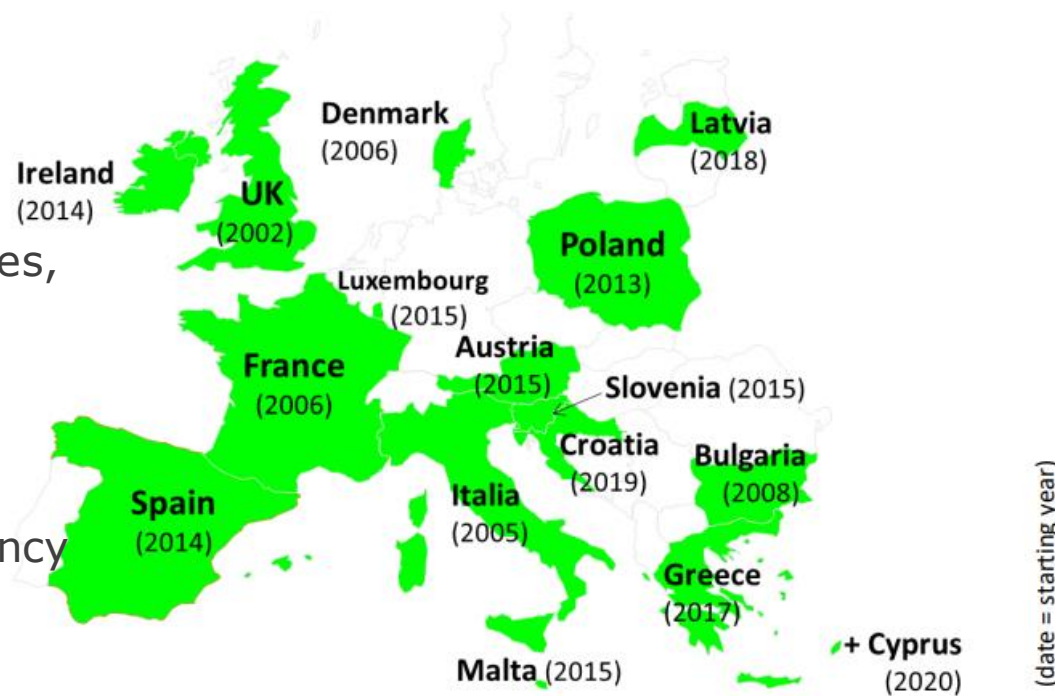 Denmark
(2006)
Latvia
(2018)
Ireland
(2014)
UK
(2002)
es,
Poland
(2013)
Luxembourg
(2015)
France
(2006)
Austria
(2015)
Slovenia (2015)
Croatia
(2019)
Bulgaria
(2008)
Spain
(2014)
Italia
(2005)
ncy
Greece
(2017)
Malta (2015)
+ Cyprus
(2020)
(date = starting year)